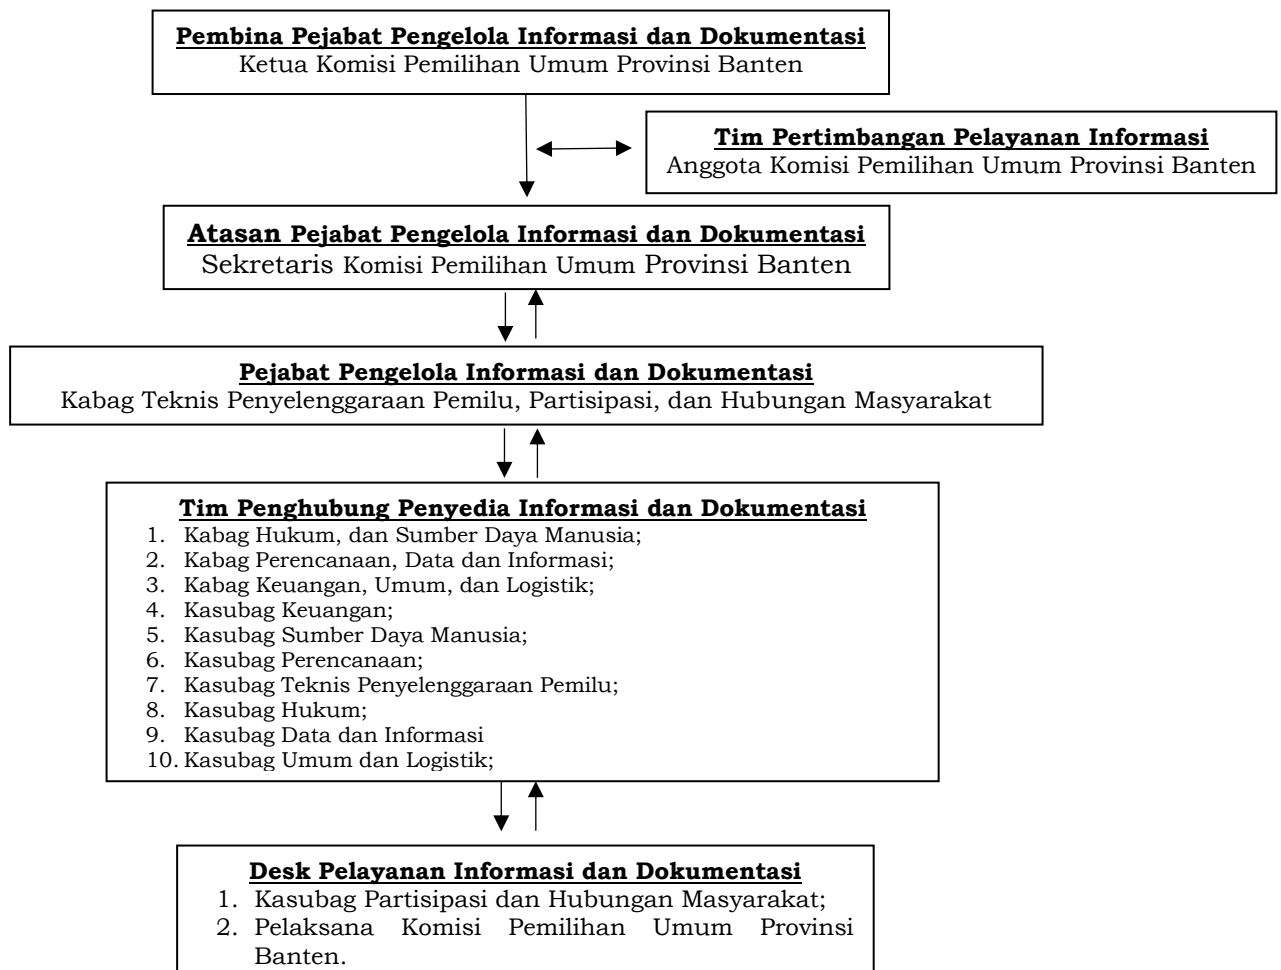 Pembina Pejabat Pengelola Informasi dan Dokumentasi
Ketua Komisi Pemilihan Umum Provinsi Banten
Tim Pertimbangan Pelayanan Informasi
Anggota Komisi Pemilihan Umum Provinsi Banten
Atasan Pejabat Pengelola Informasi dan Dokumentasi
Sekretaris Komisi Pemilihan Umum Provinsi Banten
Pejabat Pengelola Informasi dan Dokumentasi
Kabag Teknis Penyelenggaraan Pemilu, Partisipasi, dan Hubungan Masyarakat
Tim Penghubung Penyedia Informasi dan Dokumentasi
1. Kabag Hukum, dan Sumber Daya Manusia;
2. Kabag Perencanaan, Data dan Informasi;
3. Kabag Keuangan, Umum, dan Logistik;
4. Kasubag Keuangan;
5. Kasubag Sumber Daya Manusia;
6. Kasubag Perencanaan;
7. Kasubag Teknis Penyelenggaraan Pemilu;
8. Kasubag Hukum;
9. Kasubag Data dan Informasi
10. Kasubag Umum dan Logistik;
Desk Pelayanan Informasi dan Dokumentasi
1. Kasubag Partisipasi dan Hubungan Masyarakat;
2. Pelaksana Komisi Pemilihan Umum Provinsi
Banten.